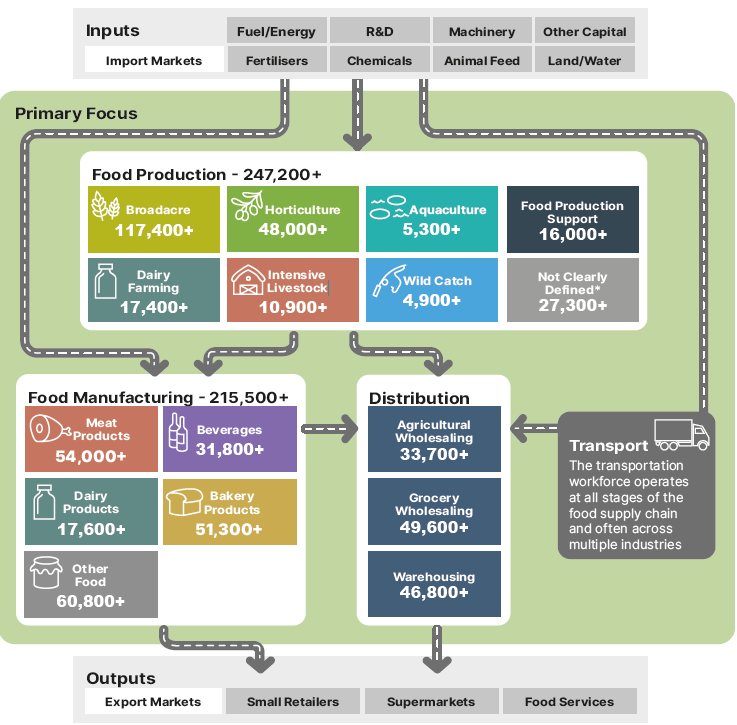 Inputs
Fuel/Energy
R&D
Machinery
Other Capital
Import Markets
Fertilisers
Chemicals
Animal Feed
Land/Water
Primary Focus
Food Production - 247,200+
Broadacre
117,400+
Horticulture
48,000+
Aquaculture
5,300+
Food Production
Support
16,000+
Dairy
Farming
17,400+
Intensive
Livestock
10,900+
Wild Catch
4,900+
Not Clearly
Defined*
27,300+
Food Manufacturing - 215,500+
Meat
Products
54,000+
Beverages
31,800+
Dairy
Products
17,600+
Bakery
Products
51,300+
Other
Food
60,800+
Distribution
Agricultural
Wholesaling
33,700+
Grocery
Wholesaling
49,600+
Warehousing
46,800+
Transport
The transportation
workforce operates
at all stages of the
food supply chain
and often across
multiple industries
Outputs
Export Markets
Small Retailers
Supermarkets
Food Services